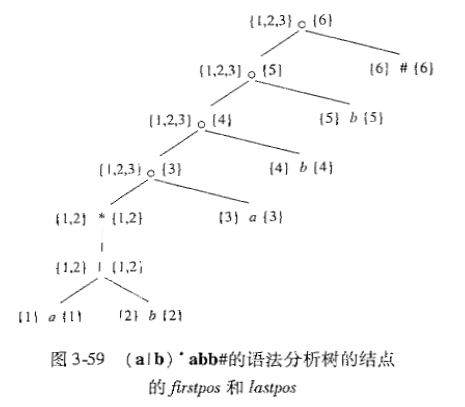 {1,2,3} {6}
{1,2,3} {5} {6} # {6}
{1,2,3} {4} {5} b {5}
{1,2,3} {3} {4} b {4}
{1,2} * {1,2} {3} a {3}
{1,2} | {1,2}
{1} a {1} {2} b {2}
图 3-59 (a|b)*abb#的语法分析树的结点
的 firstpos 和 lastpos